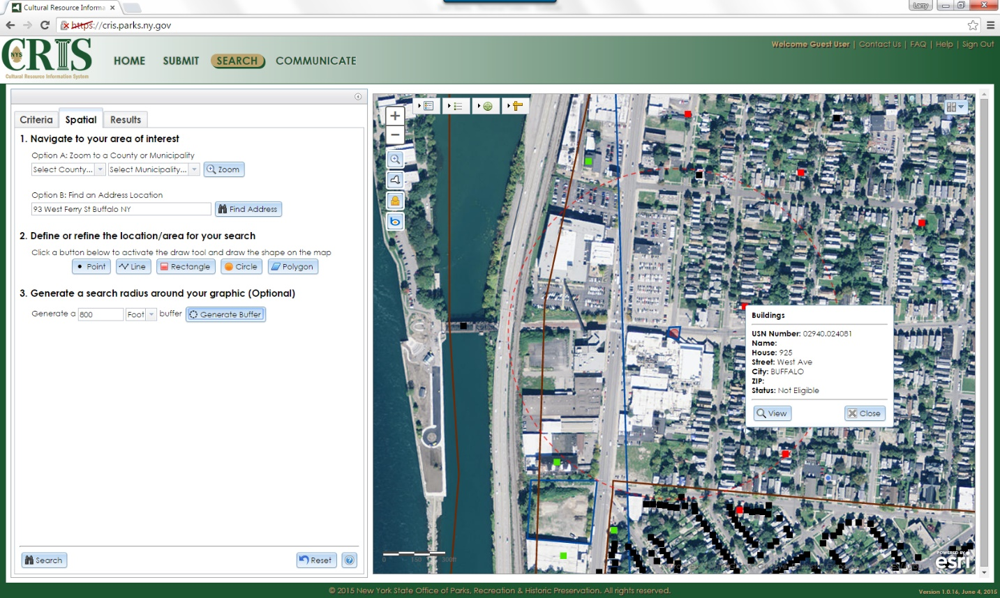 Cultural Resource Informa
Larry
https://cris.parks.ny.gov
NYS
CRIS
Cultural Resource Information System
HOME
SUBMIT
SEARCH
COMMUNICATE
Welcome Guest User | Contact Us | FAQ | Help | Sign Out
Criteria
Spatial
Results
1. Navigate to your area of interest
Option A: Zoom to a County or Municipality
Select County... Select Municipality... Zoom
Option B: Find an Address Location
93 West Ferry St Buffalo NY Find Address
2. Define or refine the location/area for your search
Click a button below to activate the draw tool and draw the shape on the map
Point Line Rectangle Circle Polygon
3. Generate a search radius around your graphic (Optional)
Generate a 800 Foot buffer Generate Buffer
Search
Reset
Buildings
USN Number: 02940.024081
Name:
House: 925
Street: West Ave
City: BUFFALO
ZIP:
Status: Not Eligible
View
Close
0 150 300ft
POWERED BY
esri
© 2015 New York State Office of Parks, Recreation & Historic Preservation. All rights reserved.
Version 1.0.16, June 4, 2015